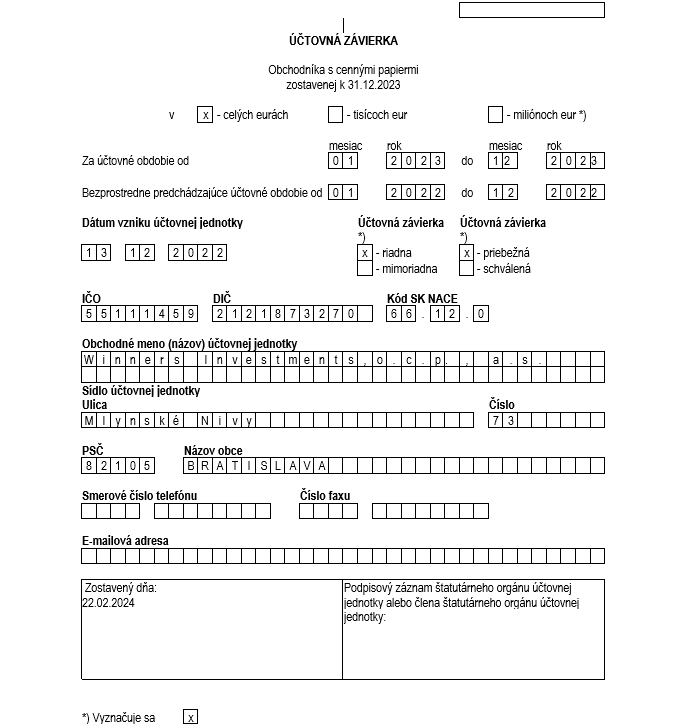 ÚČTOVNÁ ZÁVIERKA
Obchodníka s cennými papiermi
zostavenej k 31.12.2023
v x - celých eurách - tisícoch eur - miliónoch eur *)
mesiac rok mesiac rok
Za účtovné obdobie od 01 2023 do 12 2023
Bezprostredne predchádzajúce účtovné obdobie od 01 2022 do 12 2022
Dátum vzniku účtovnej jednotky Účtovná závierka Účtovná závierka
*) *)
13 12 2022 x - riadna x - priebežná
- mimoriadna - schválená
IČO DIČ Kód SK NACE
55111459 2121873270 66.12.0
Obchodné meno (názov) účtovnej jednotky
Winners Investments,o.c.p., a.s.
Sídlo účtovnej jednotky
Ulica Číslo
Mlynské Nivy 73
PSČ Názov obce
82105 BRATISLAVA
Smerové číslo telefónu Číslo faxu
E-mailová adresa
Zostavený dňa: Podpisový záznam štatutárneho orgánu účtovnej
22.02.2024 jednotky alebo člena štatutárneho orgánu účtovnej
jednotky:
*) Vyznačuje sa x